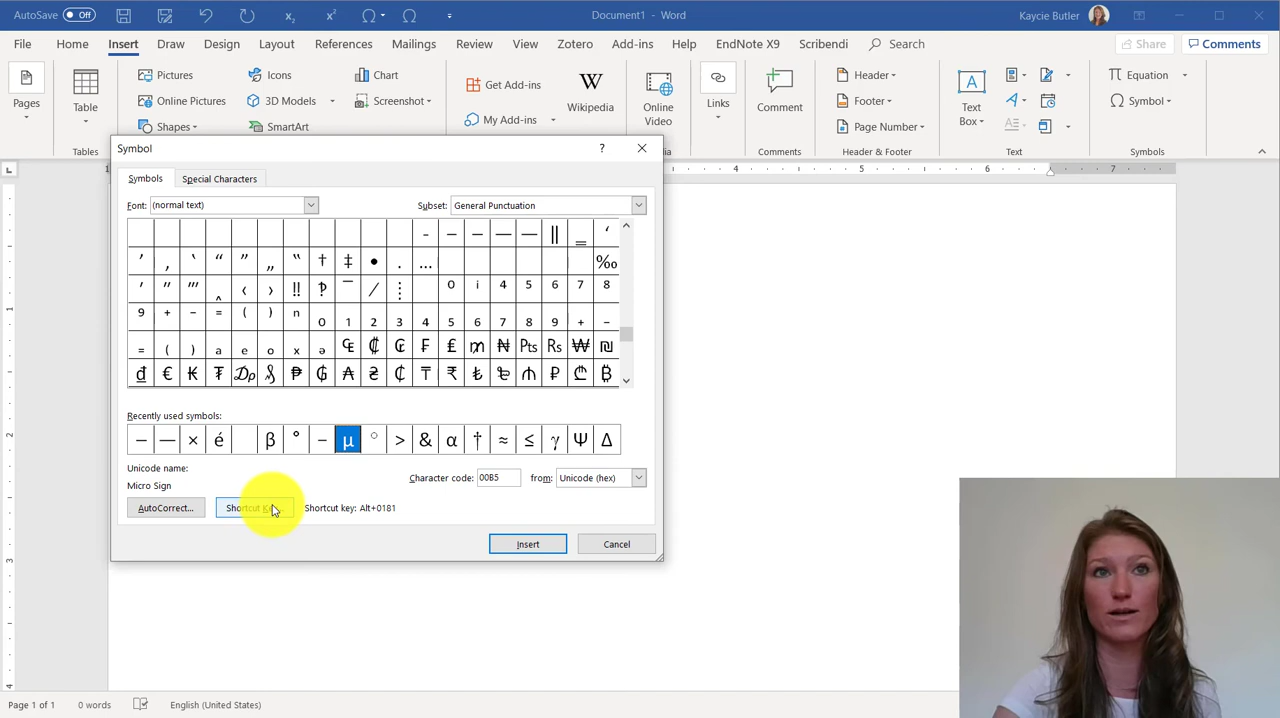 AutoSave Off Document1 - Word Kaycie Butler
File Home Insert Draw Design Layout References Mailings Review View Zotero Add-ins Help EndNote X9 Scribendi Search Share Comments
Pages
Table
Tables
Pictures
Online Pictures
Shapes
Icons
3D Models
SmartArt
Chart
Screenshot
Get Add-ins
My Add-ins
Wikipedia
Online Video
Links
Comment
Comments
Header
Footer
Page Number
Header & Footer
Text Box
Text
Equation
Symbol
Symbols
Symbol
Symbols Special Characters
Font: (normal text) Subset: General Punctuation
Recently used symbols:
– — × é β ° − µ ○ > & α † ≈ ≤ γ Ψ Δ
Unicode name:
Micro Sign
Character code: 00B5 from: Unicode (hex)
AutoCorrect... Shortcut Shortcut key: Alt+0181
Insert Cancel
4 5 6 7
Page 1 of 1 0 words English (United States)